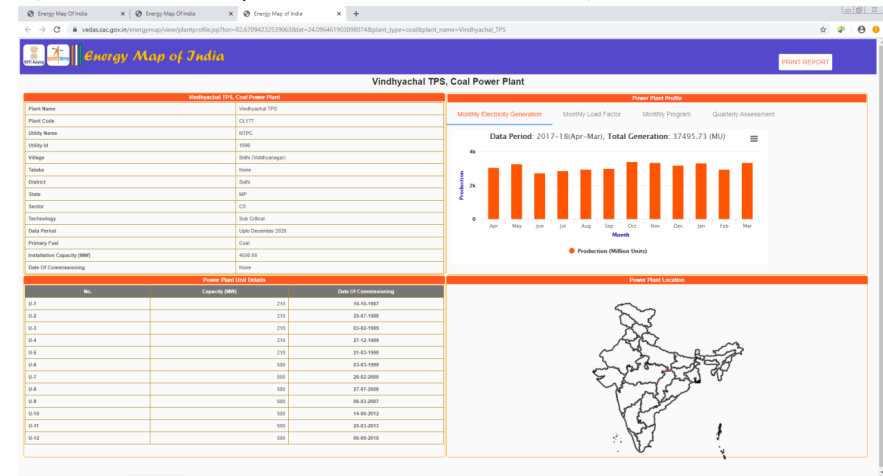 Energy Map Of India
Energy Map Of India
Energy Map of India
vedas.sac.gov.in/energymap/view/plantprofile.jsp?lon=82.67094232539063&lat=24.096461903098074&plant_type=coal&plant_name=Vindhyachal_TPS
Energy Map of India
PRINT REPORT
Vindhyachal TPS, Coal Power Plant
Vindhyachal TPS, Coal Power Plant
Plant Name Vindhyachal TPS
Plant Code CL177
Utility Name NTPC
Utility Id 1096
Village Sidhi (Viddhyanagar)
Taluka None
District Sidhi
State MP
Sector CS
Technology Sub Critical
Data Period Upto December 2020
Primary Fuel Coal
Installation Capacity (MW) 4550.00
Date Of Commissioning None
Power Plant Profile
Monthly Electricity Generation Monthly Load Factor Monthly Program Quarterly Assessment
Data Period: 2017-18(Apr-Mar), Total Generation: 37495.73 (MU)
Production
4k
2k
0
Apr May Jun Jul Aug Sep Oct Nov Dec Jan Feb Mar
Month
Production (Million Units)
Power Plant Unit Details
No. Capacity (MW) Date Of Commissioning
U-1 210 10-10-1987
U-2 210 29-07-1988
U-3 210 03-02-1989
U-4 210 27-12-1989
U-5 210 21-03-1990
U-6 500 03-03-1999
U-7 500 26-02-2000
U-8 500 27-07-2006
U-9 500 08-03-2007
U-10 500 14-06-2012
U-11 500 25-03-2013
U-12 500 06-08-2015
Power Plant Location